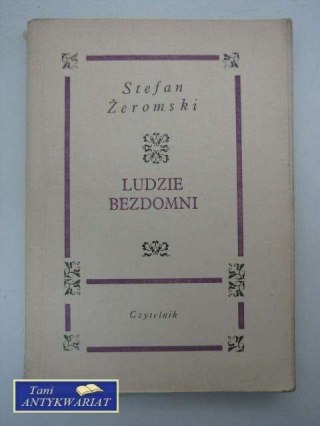 Stefan
Żeromski
LUDZIE
BEZDOMNI
Czytelnik
Tani
ANTYKWARIAT